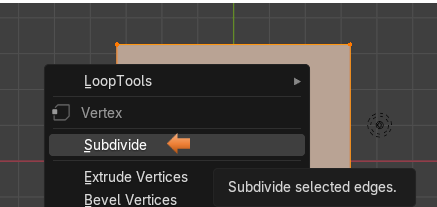 LoopTools
Vertex
Subdivide
Extrude Vertices
Subdivide selected edges.
Bevel Vertices